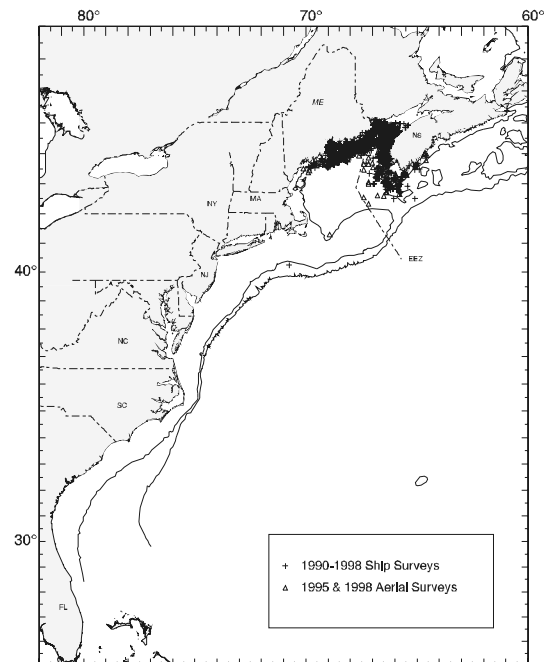 80° 70° 60°
ME
NS
NY
MA
EEZ
40°
NJ
NC
SC
30°
+ 1990-1998 Ship Surveys
△ 1995 & 1998 Aerial Surveys
FL